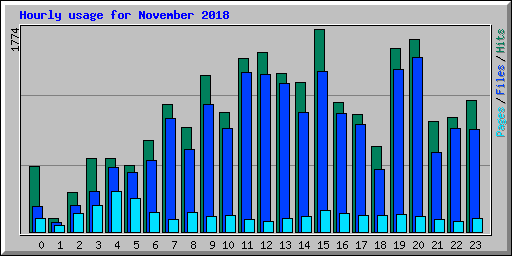 Hourly usage for November 2018
1774
Pages/Files/Hits
0 1 2 3 4 5 6 7 8 9 10 11 12 13 14 15 16 17 18 19 20 21 22 23